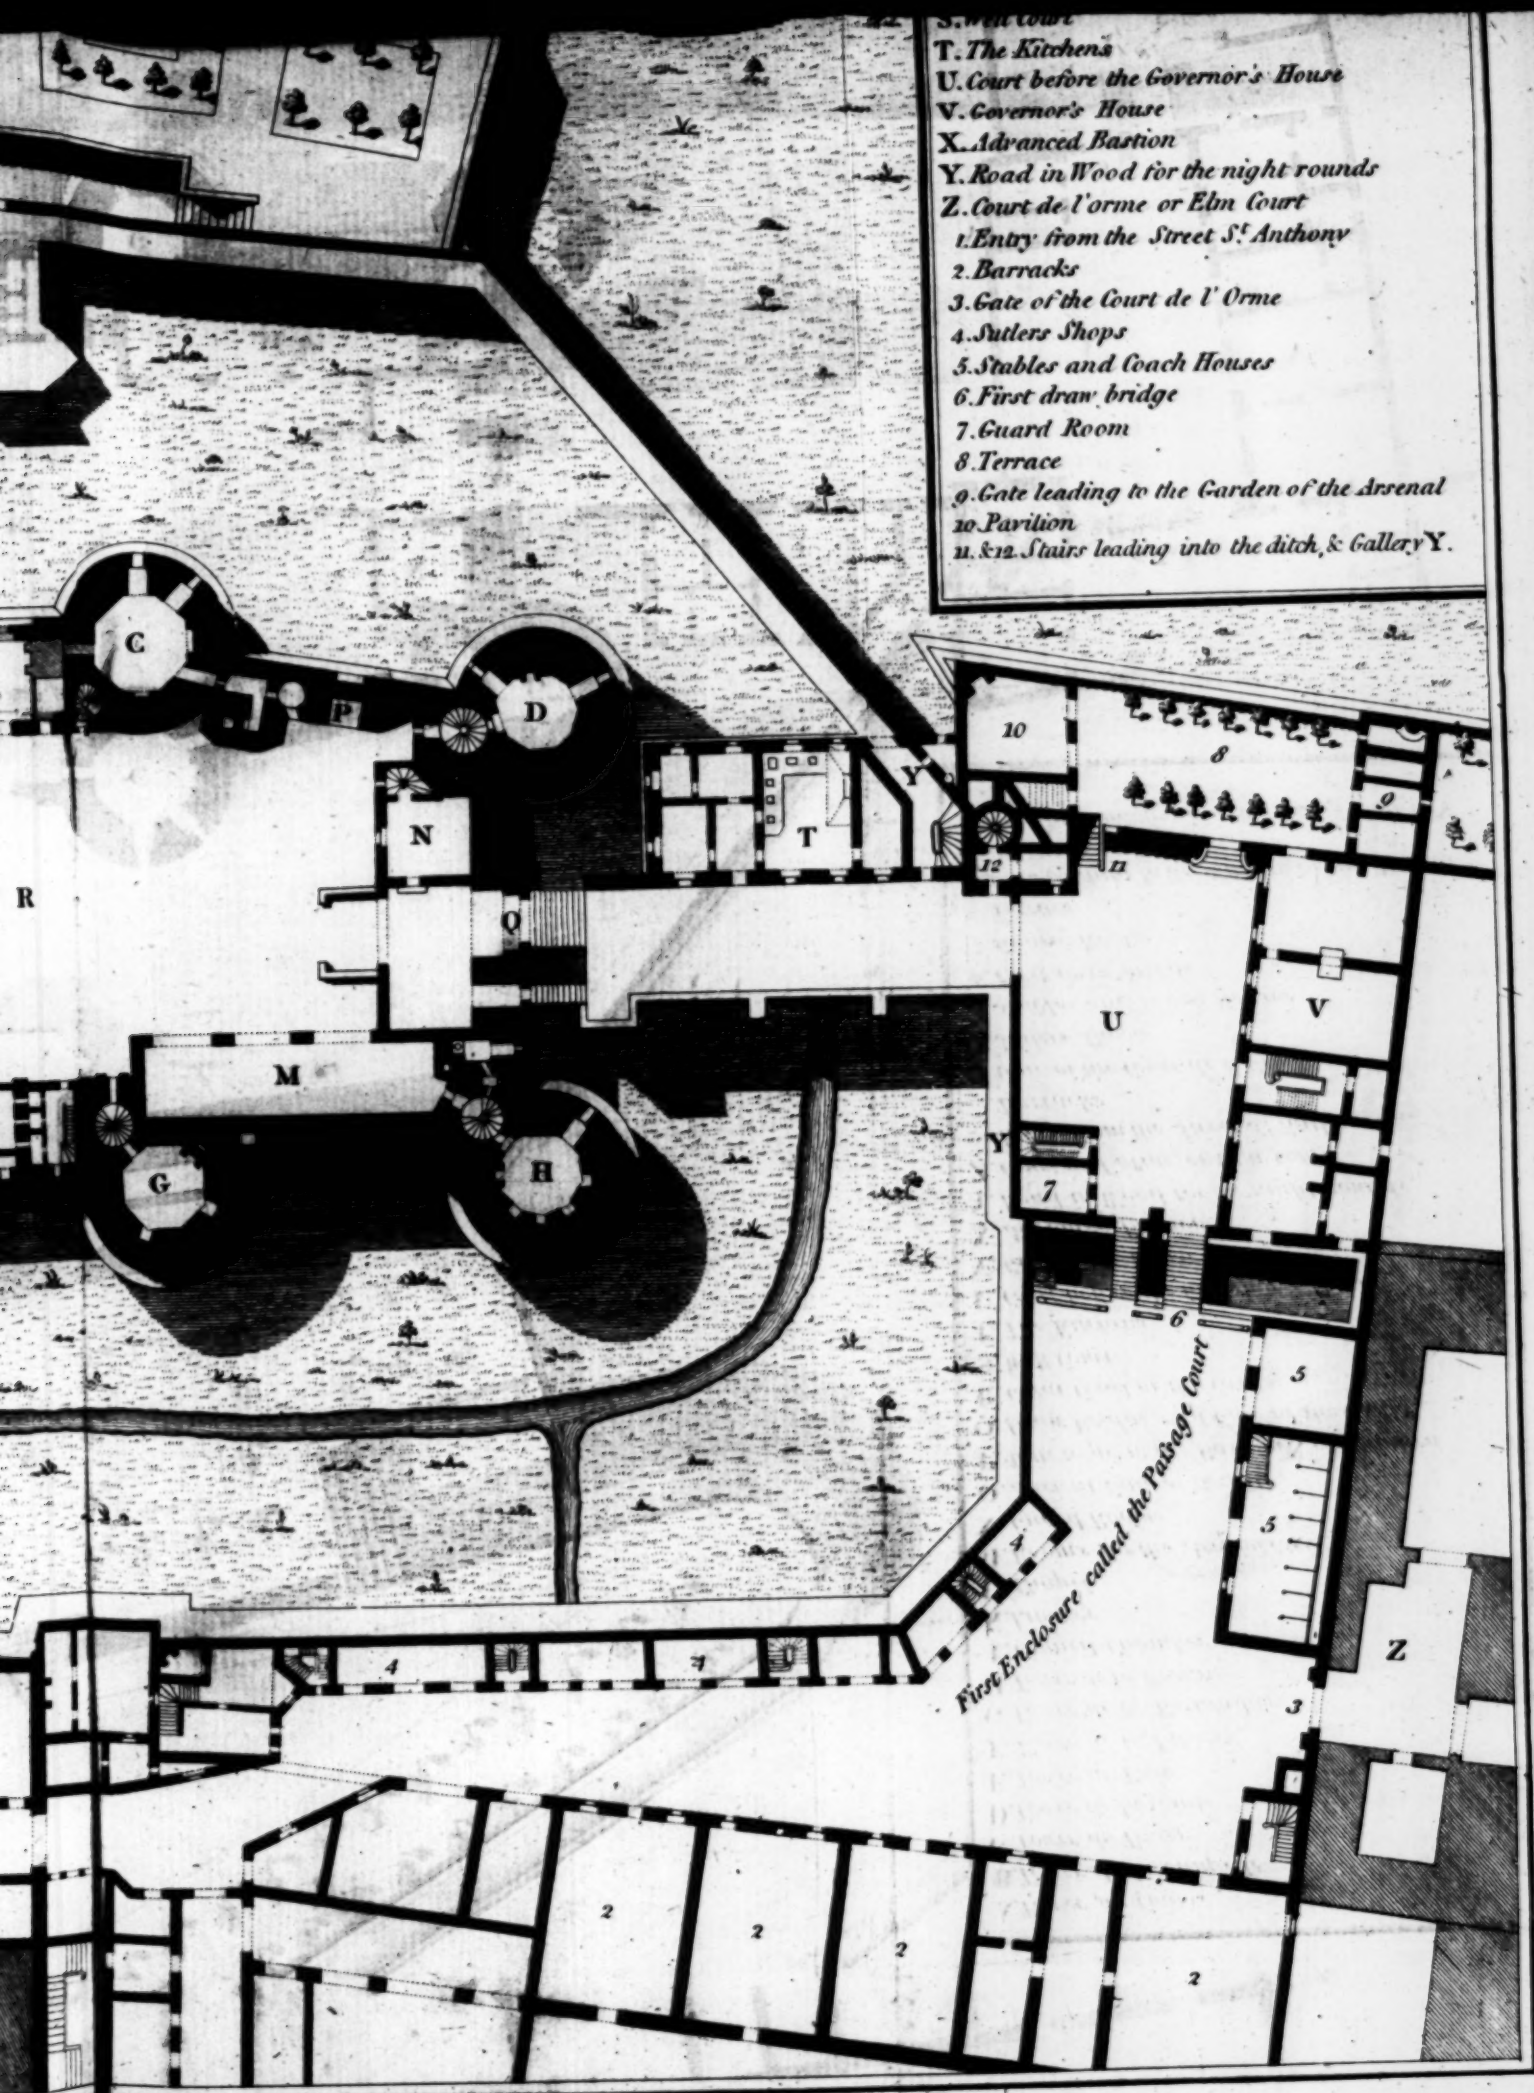 S. Well Court
T. The Kitchens
U. Court before the Governor's House
V. Governor's House
X. Advanced Bastion
Y. Road in Wood for the night rounds
Z. Court de l'orme or Elm Court
1. Entry from the Street S.t Anthony
2. Barracks
3. Gate of the Court de l'Orme
4. Sutlers Shops
5. Stables and Coach Houses
6. First draw bridge
7. Guard Room
8. Terrace
9. Gate leading to the Garden of the Arsenal
10. Pavilion
11. & 12. Stairs leading into the ditch, & Gallery Y.
C
P
D
10
8
9
Y
T
N
12
11
R
Q
U
V
M
Y
G
H
7
6
5
5
First Enclosure called the Paſsage Court
4
4
4
Z
3
2
2
2
2